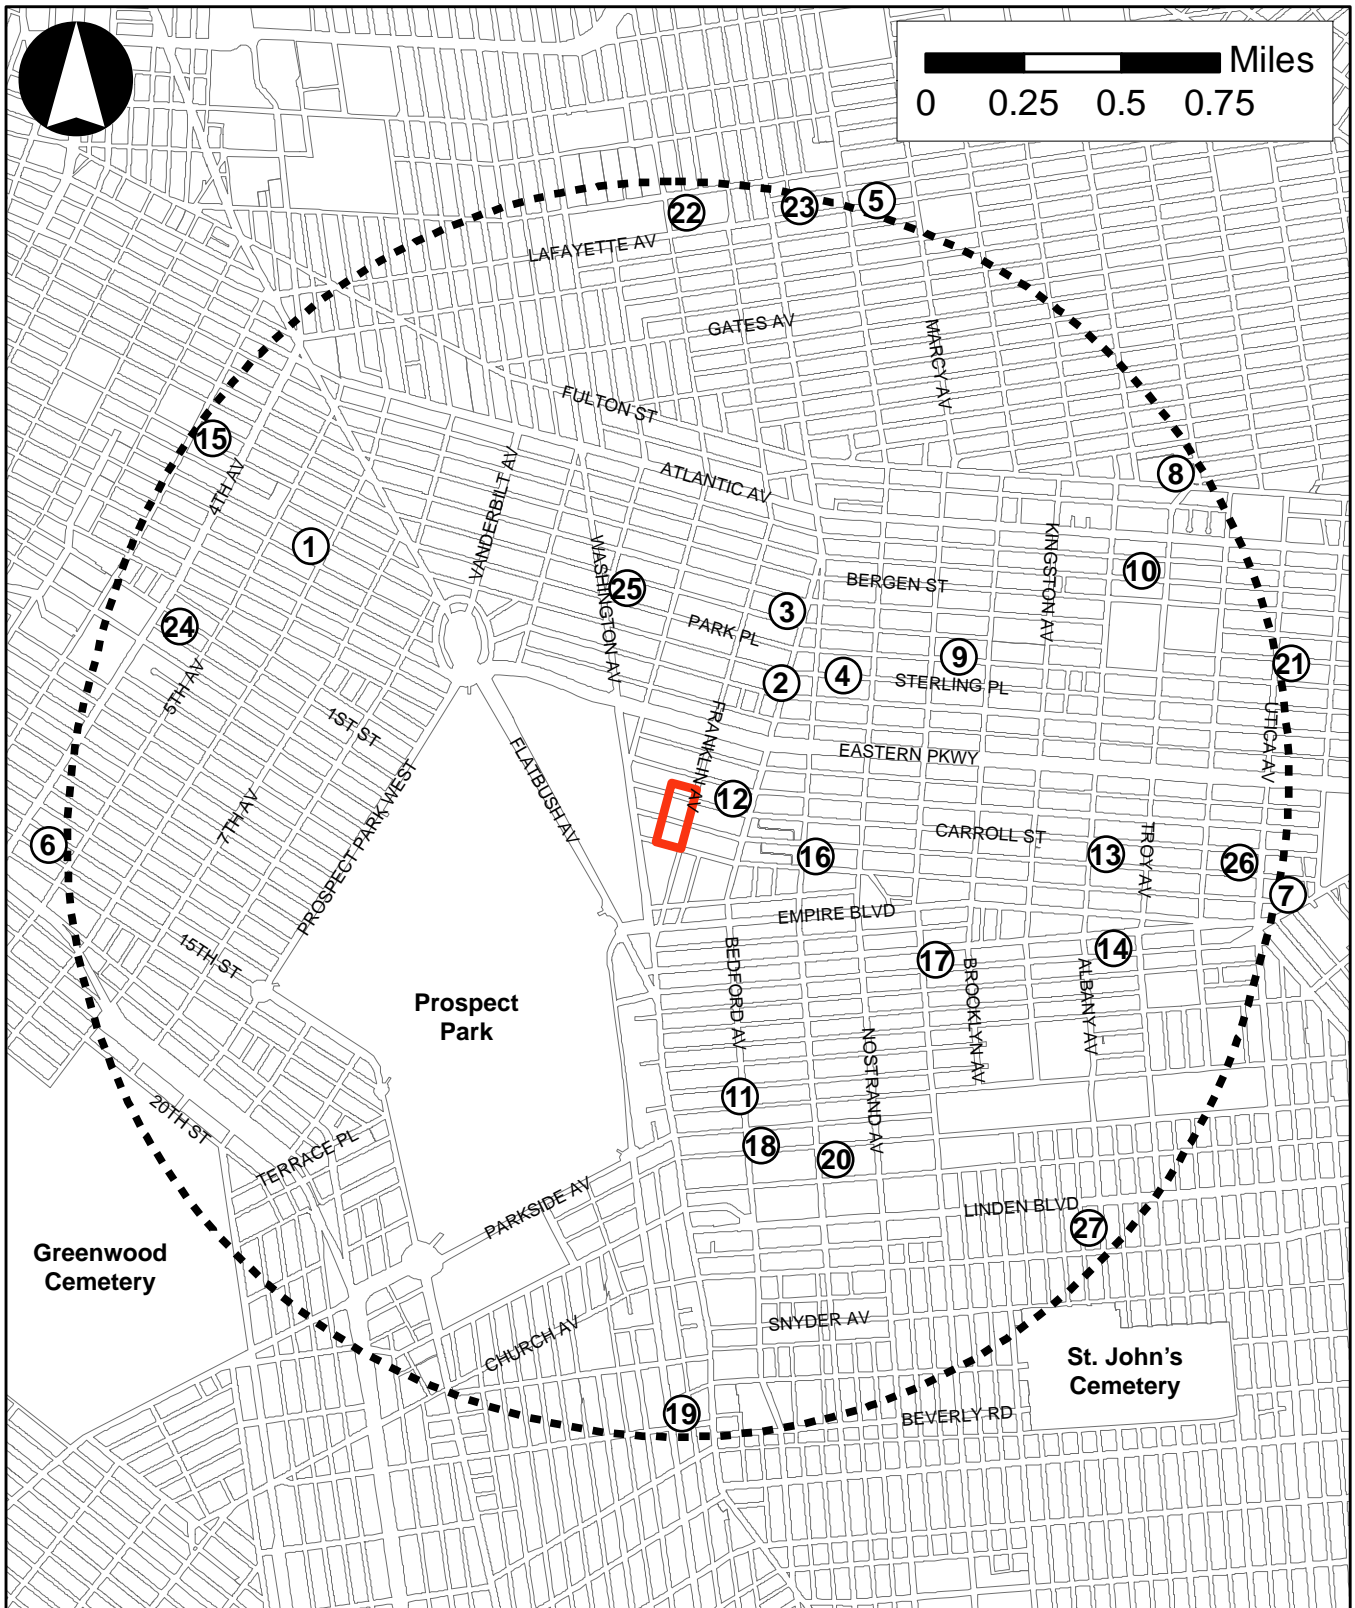 Miles
0 0.25 0.5 0.75
22
23
5
LAFAYETTE AV
GATES AV
MARCY AV
FULTON ST
15
ATLANTIC AV
8
4TH AV
VANDERBILT AV
1
WASHINGTON AV
KINGSTON AV
10
BERGEN ST
25
3
24
PARK PL
9
21
5TH AV
2
4
STERLING PL
1ST ST
FRANKLIN AV
UTICA AV
EASTERN PKWY
FLATBUSH AV
12
7TH AV
PROSPECT PARK WEST
6
CARROLL ST
16
13
TROY AV
26
7
EMPIRE BLVD
15TH ST
BEDFORD AV
17
BROOKLYN AV
14
ALBANY AV
Prospect
Park
NOSTRAND AV
11
20TH ST
TERRACE PL
18
20
PARKSIDE AV
LINDEN BLVD
27
Greenwood
Cemetery
SNYDER AV
CHURCH AV
St. John's
Cemetery
19
BEVERLY RD